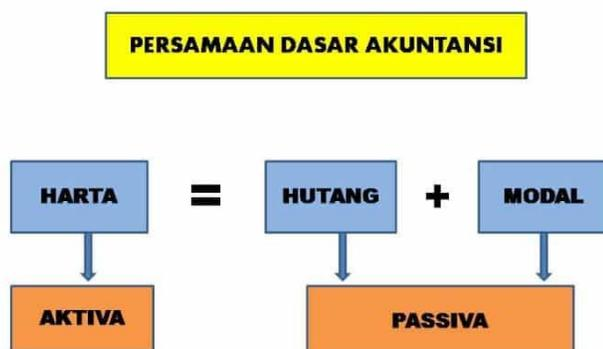 PERSAMAAN DASAR AKUNTANSI
HARTA = HUTANG + MODAL
AKTIVA PASSIVA